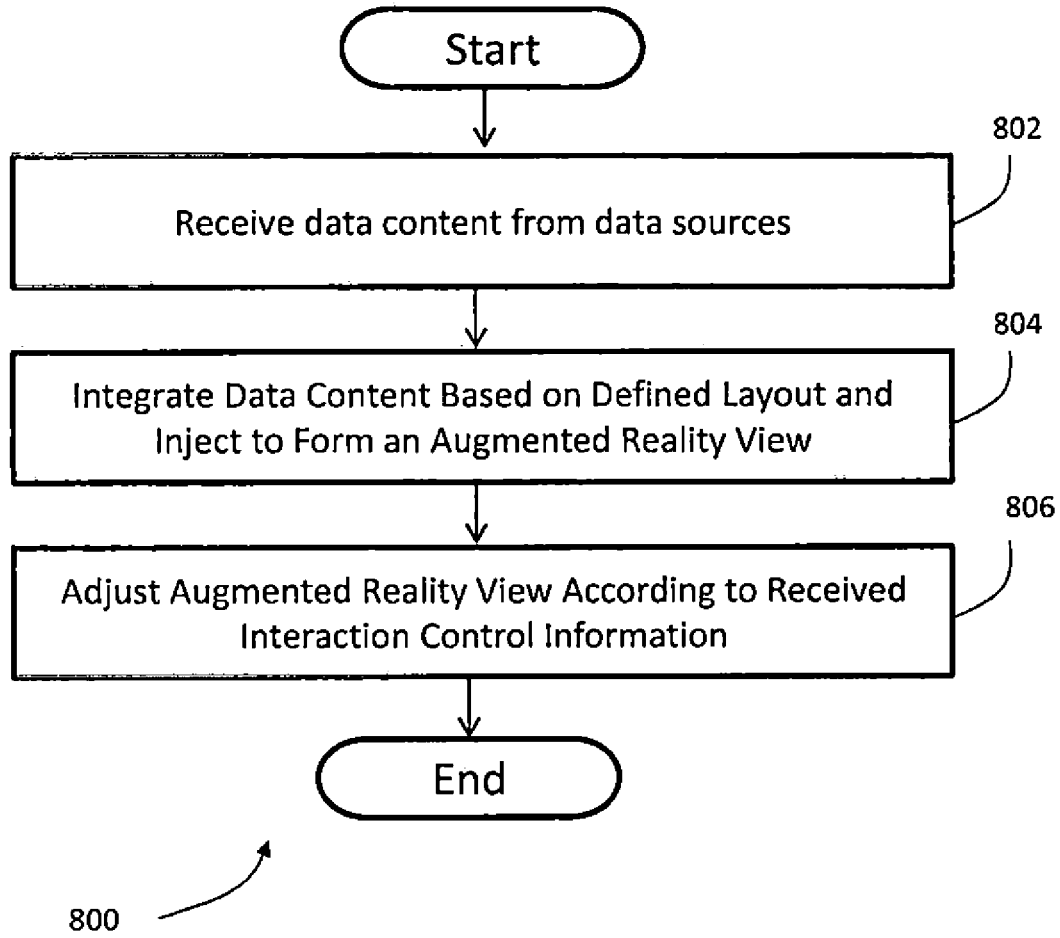 Start
802
Receive data content from data sources
804
Integrate Data Content Based on Defined Layout and
Inject to Form an Augmented Reality View
806
Adjust Augmented Reality View According to Received
Interaction Control Information
End
800